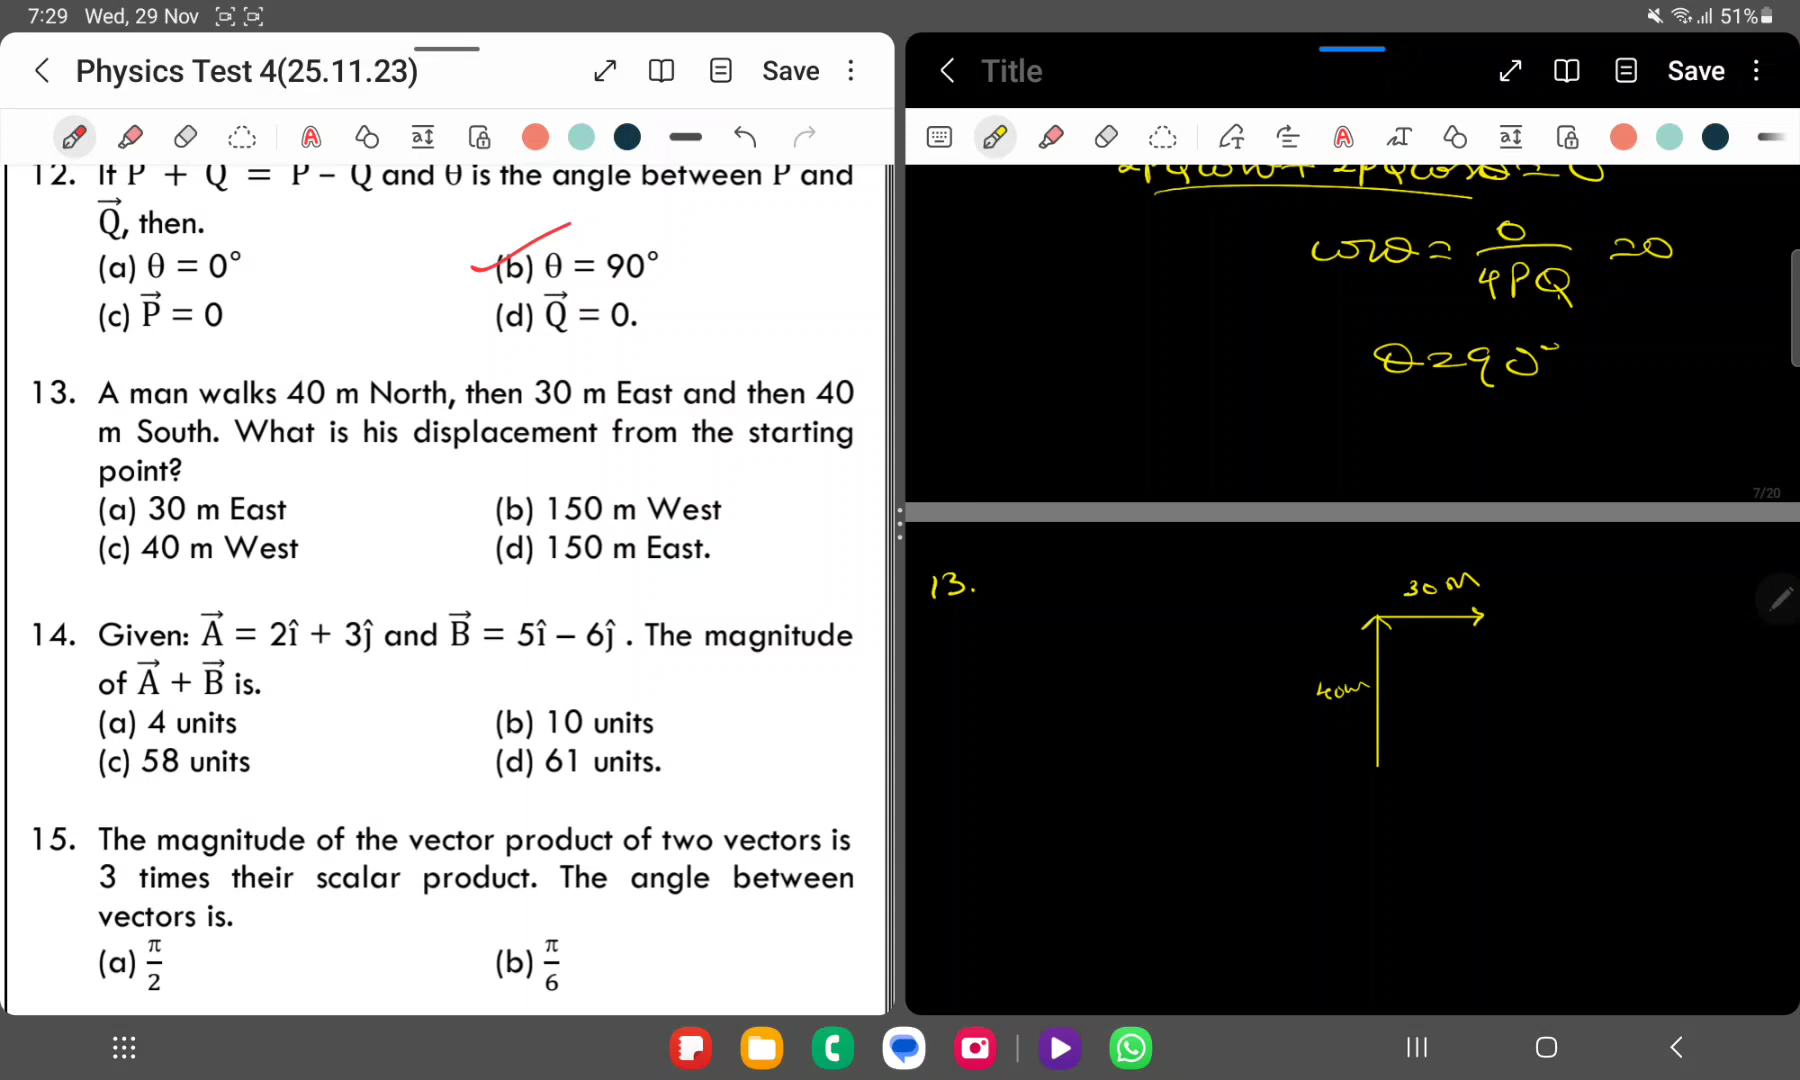 7:29 Wed, 29 Nov
51%
Physics Test 4(25.11.23)
Save
Title
Save
12. If P + Q = P – Q and θ is the angle between P and
Q⃗, then.
(a) θ = 0° (b) θ = 90°
(c) P⃗ = 0 (d) Q⃗ = 0.
13. A man walks 40 m North, then 30 m East and then 40
m South. What is his displacement from the starting
point?
(a) 30 m East (b) 150 m West
(c) 40 m West (d) 150 m East.
14. Given: A⃗ = 2î + 3ĵ and B⃗ = 5î – 6ĵ . The magnitude
of A⃗ + B⃗ is.
(a) 4 units (b) 10 units
(c) 58 units (d) 61 units.
15. The magnitude of the vector product of two vectors is
3 times their scalar product. The angle between
vectors is.
(a) π/2 (b) π/6
cosθ = 0/4PQ = 0
θ = 90°
7/20
13.
30m
40m